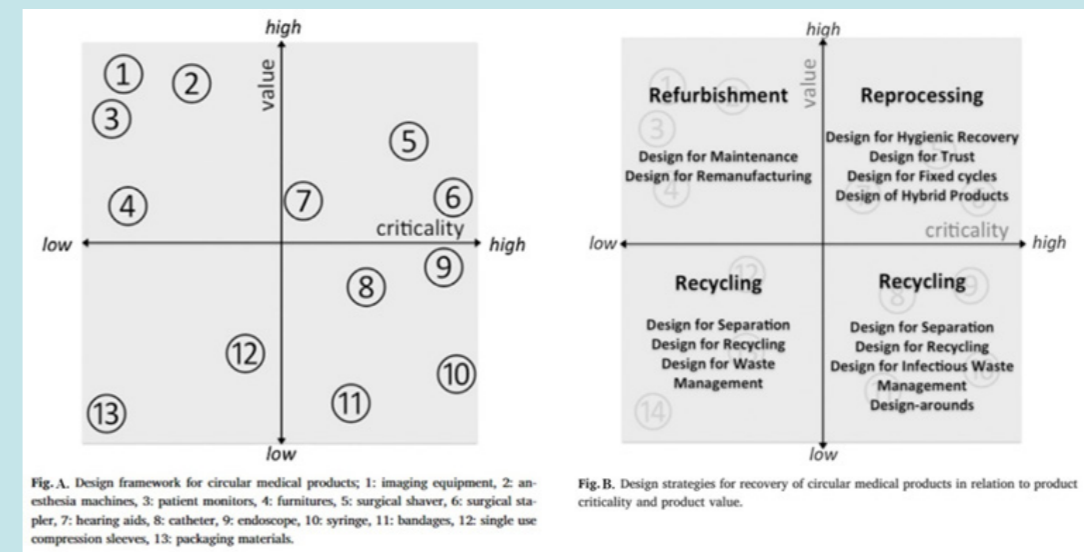 high
value
1
2
3
5
4
7
6
criticality
low
high
9
8
12
10
11
13
low
Fig. A. Design framework for circular medical products; 1: imaging equipment, 2: an-
esthesia machines, 3: patient monitors, 4: furnitures, 5: surgical shaver, 6: surgical sta-
pler, 7: hearing aids, 8: catheter, 9: endoscope, 10: syringe, 11: bandages, 12: single use
compression sleeves, 13: packaging materials.
high
value
Refurbishment
3
Design for Maintenance
Design for Remanufacturing
4
Reprocessing
Design for Hygienic Recovery
Design for Trust
Design for Fixed cycles
Design of Hybrid Products
criticality
low
high
12
Recycling
Design for Separation
Design for Recycling
Design for Waste
Management
14
Recycling
8
9
Design for Separation
Design for Recycling
Design for Infectious Waste
Management
Design-arounds
low
Fig. B. Design strategies for recovery of circular medical products in relation to product
criticality and product value.